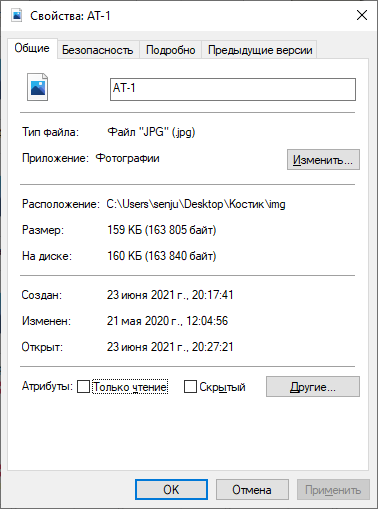 Свойства: AT-1
Общие Безопасность Подробно Предыдущие версии
AT-1
Тип файла: Файл "JPG" (.jpg)
Приложение: Фотографии Изменить...
Расположение: C:\Users\senju\Desktop\Костик\img
Размер: 159 КБ (163 805 байт)
На диске: 160 КБ (163 840 байт)
Создан: 23 июня 2021 г., 20:17:41
Изменен: 21 мая 2020 г., 12:04:56
Открыт: 23 июня 2021 г., 20:27:21
Атрибуты: Только чтение Скрытый Другие...
OK Отмена Применить